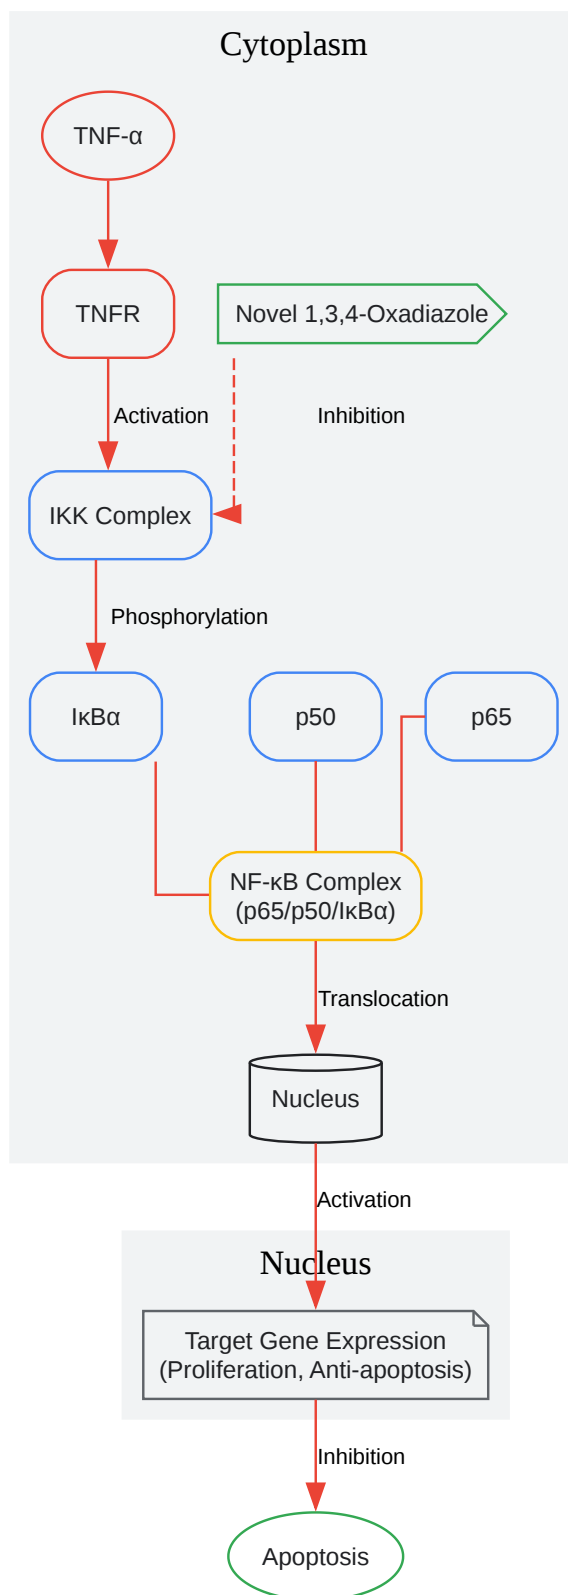 Cytoplasm
TNF-α
TNFR
Novel 1,3,4-Oxadiazole
Activation
Inhibition
IKK Complex
Phosphorylation
IκBα
p50
p65
NF-κB Complex
(p65/p50/IκBα)
Translocation
Nucleus
Activation
Nucleus
Target Gene Expression
(Proliferation, Anti-apoptosis)
Inhibition
Apoptosis